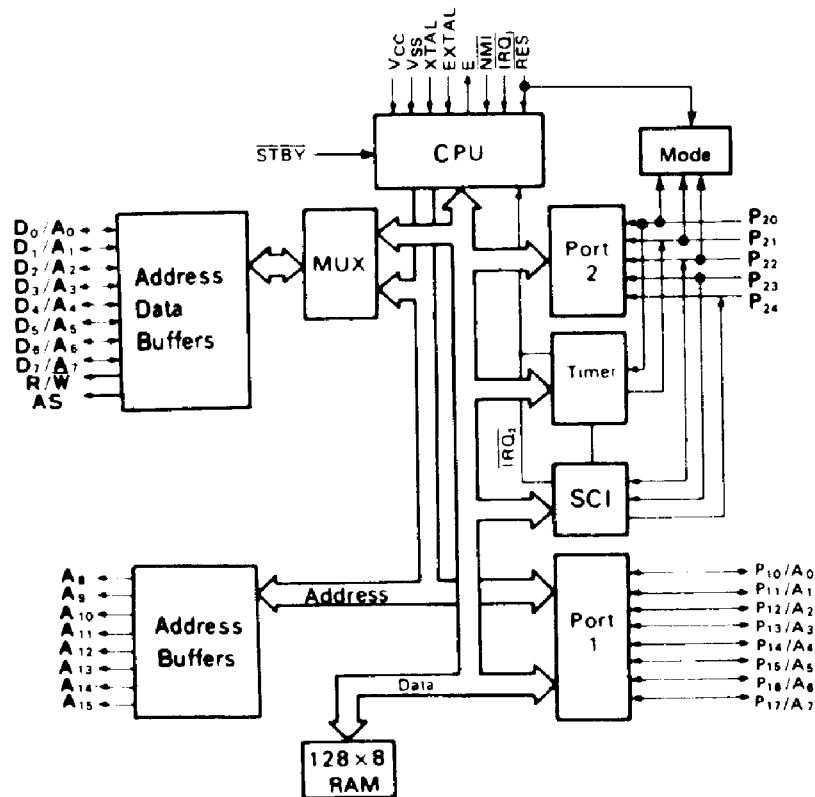 VCC
VSS
XTAL
EXTAL
E
NMI
IRQ1
RES
CPU
STBY
Mode
D0/A0
D1/A1
D2/A2
D3/A3
D4/A4
D5/A5
D6/A6
D7/A7
R/W
AS
Address
Data
Buffers
MUX
Port
2
P20
P21
P22
P23
P24
Timer
IRQ2
SCI
A8
A9
A10
A11
A12
A13
A14
A15
Address
Buffers
Address
Port
1
P10/A0
P11/A1
P12/A2
P13/A3
P14/A4
P15/A5
P16/A6
P17/A7
Data
128×8
RAM